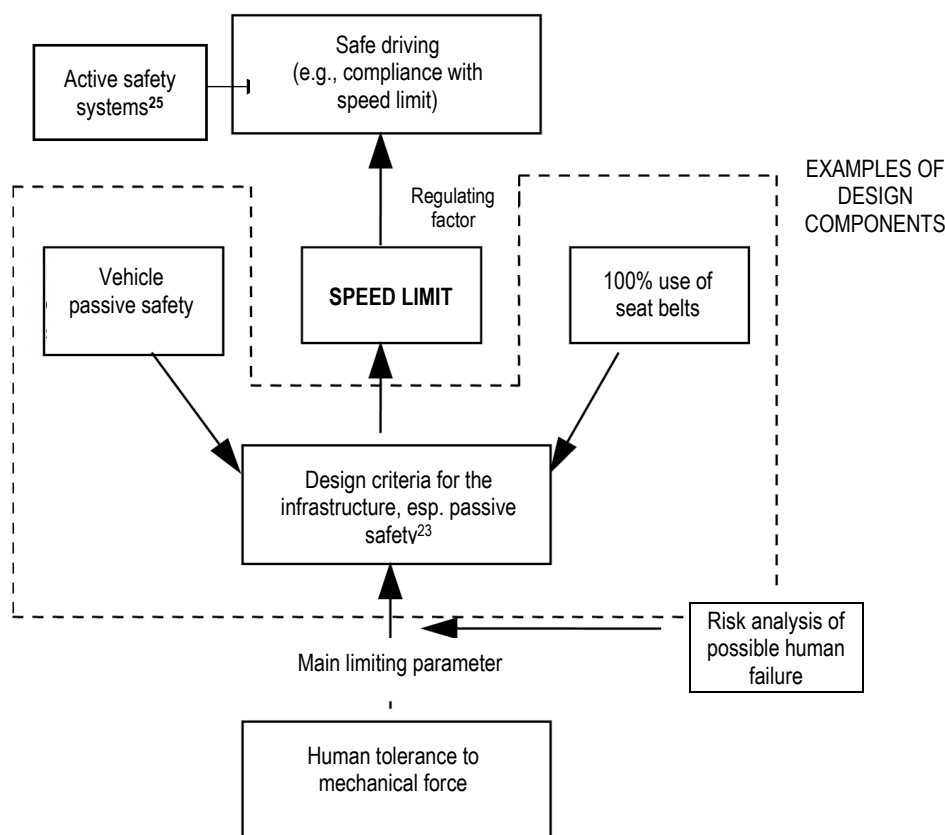 Safe driving
(e.g., compliance with
speed limit)
Active safety
systems25
EXAMPLES OF
DESIGN
COMPONENTS
Regulating
factor
Vehicle
passive safety
SPEED LIMIT
100% use of
seat belts
Design criteria for the
infrastructure, esp. passive
safety23
Risk analysis of
possible human
failure
Main limiting parameter
Human tolerance to
mechanical force